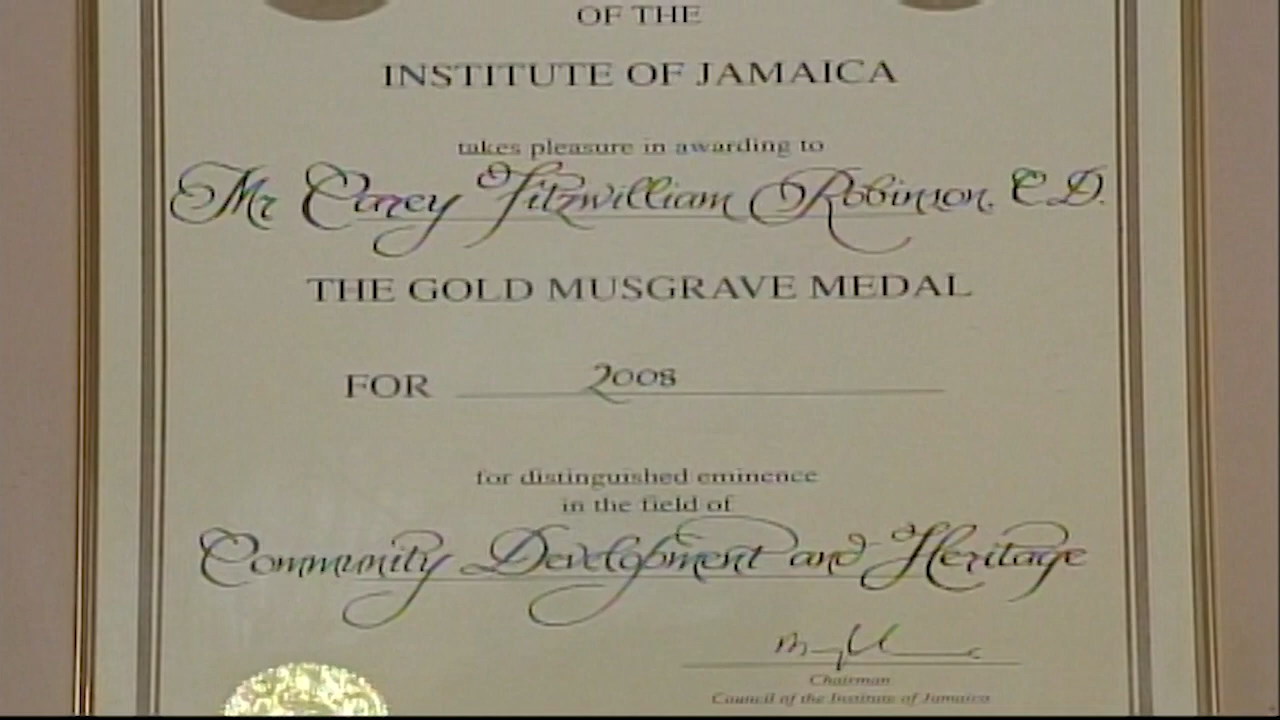 OF THE
INSTITUTE OF JAMAICA
takes pleasure in awarding to
Mr Carey Fitzwilliam Robinson, C.D.
THE GOLD MUSGRAVE MEDAL
FOR 2008
for distinguished eminence
in the field of
Community Development and Heritage
Chairman
Council of the Institute of Jamaica